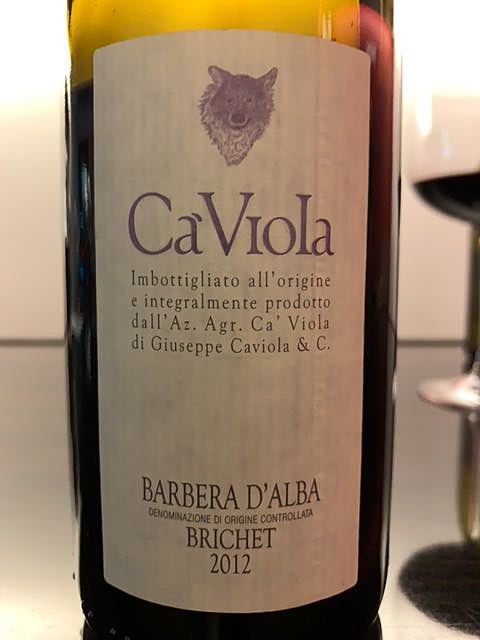 Cà Viola
Imbottigliato all'origine
e integralmente prodotto
dall'Az. Agr. Ca' Viola
di Giuseppe Caviola & C.
BARBERA D'ALBA
DENOMINAZIONE DI ORIGINE CONTROLLATA
BRICHET
2012